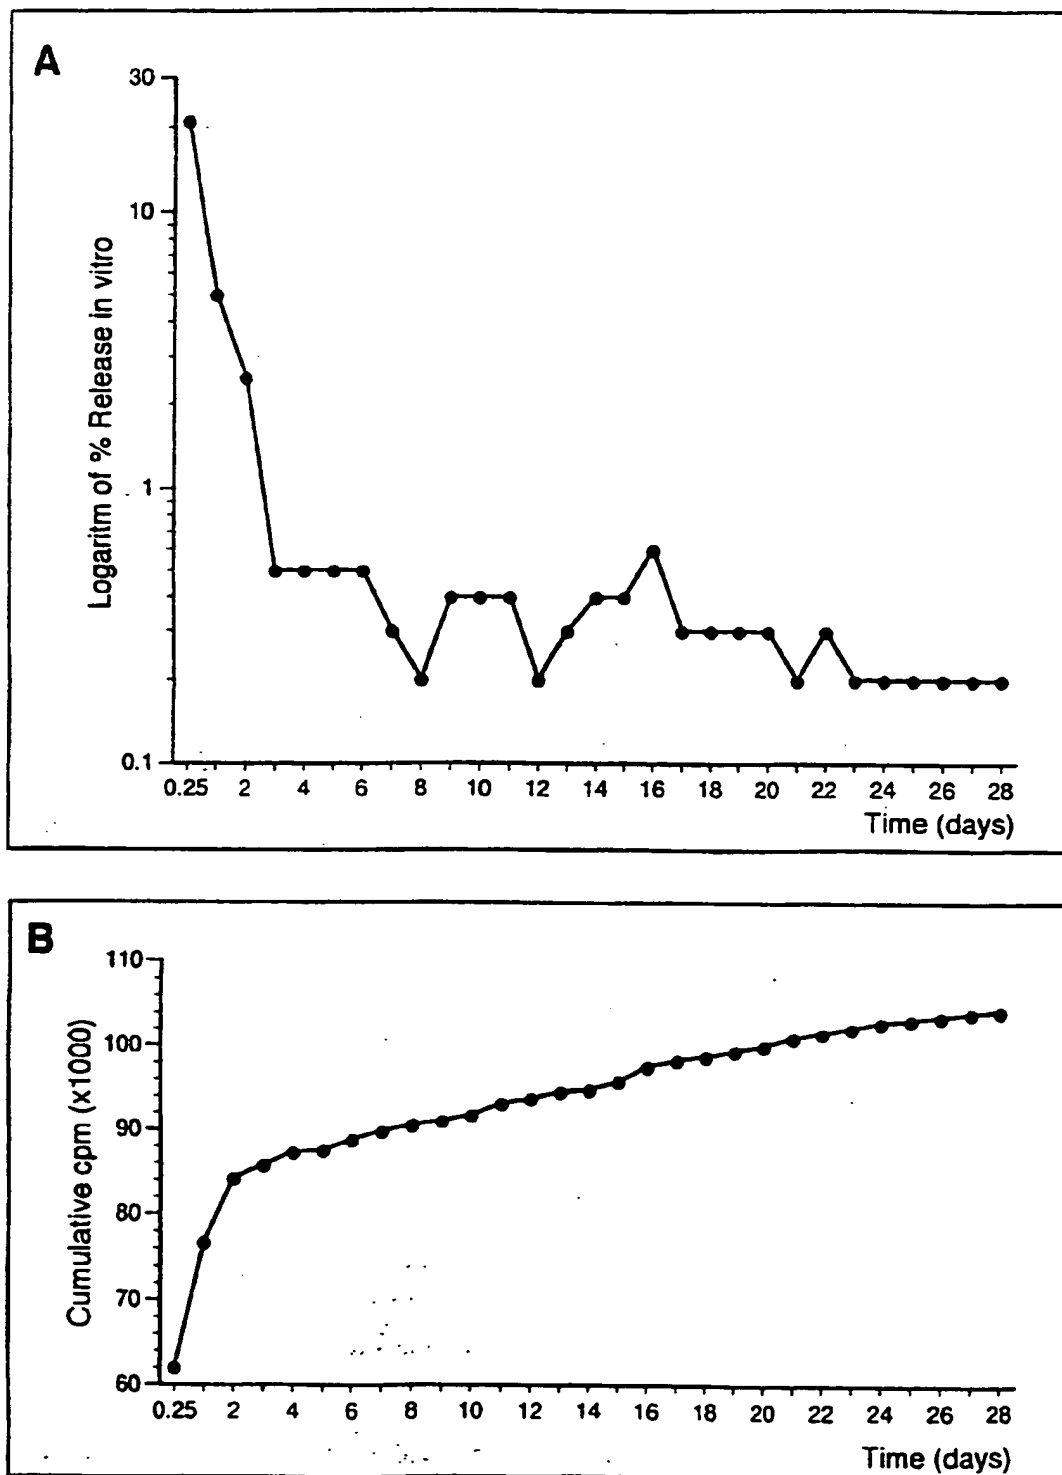 A
Logaritm of % Release in vitro
30
10
1
0.1
0.25 2 4 6 8 10 12 14 16 18 20 22 24 26 28
Time (days)
B
Cumulative cpm (x1000)
110
100
90
80
70
60
0.25 2 4 6 8 10 12 14 16 18 20 22 24 26 28
Time (days)